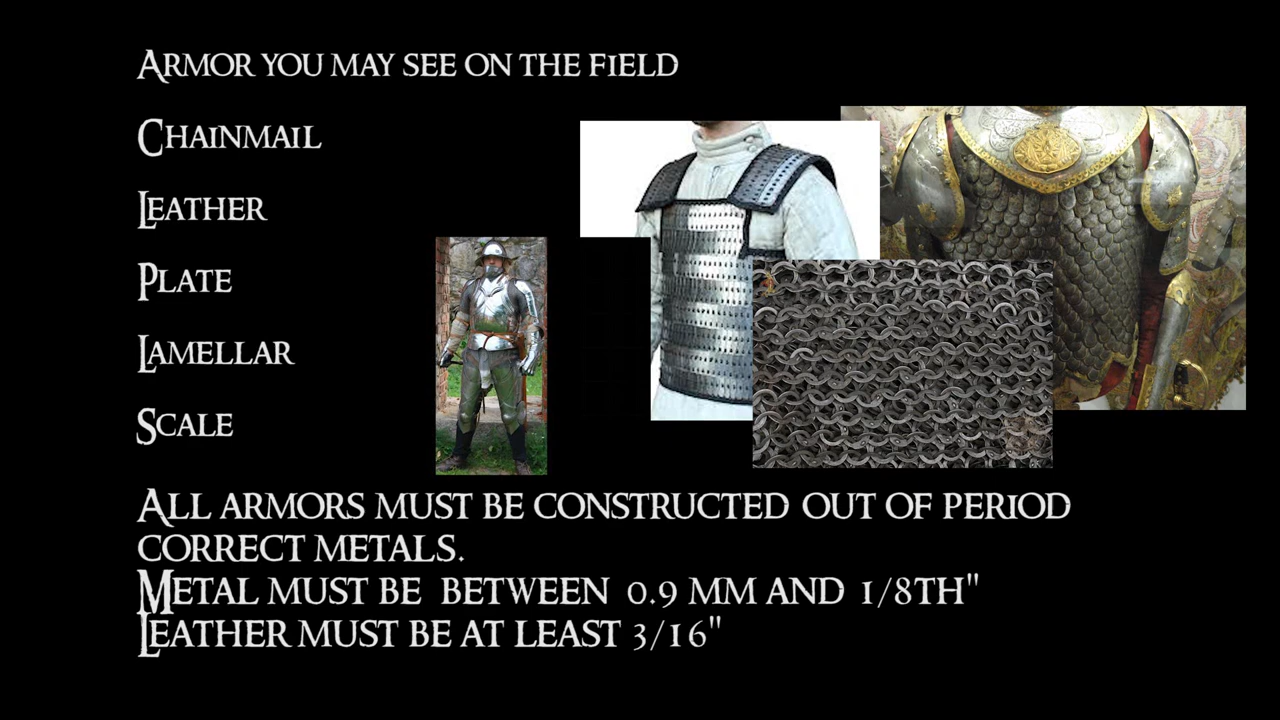 Armor you may see on the field
Chainmail
Leather
Plate
Lamellar
Scale
All armors must be constructed out of period
correct metals.
Metal must be between 0.9 mm and 1/8th"
Leather must be at least 3/16"